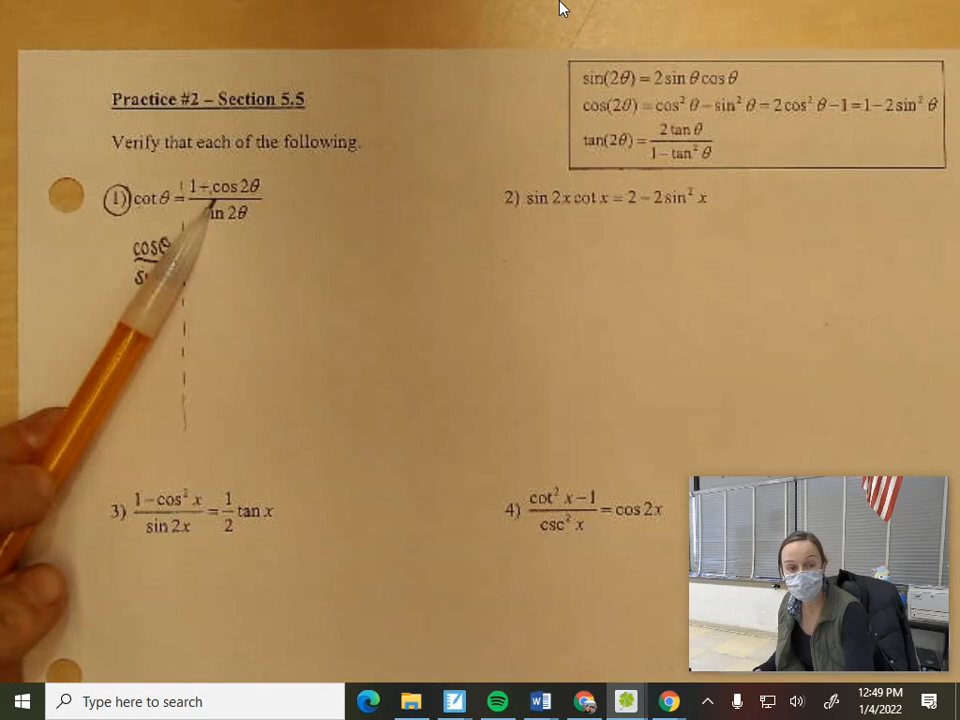 Practice #2 – Section 5.5
Verify that each of the following.
sin(2θ) = 2 sin θ cos θ
cos(2θ) = cos² θ – sin² θ = 2 cos² θ – 1 = 1 – 2 sin² θ
tan(2θ) = 2 tan θ / 1 – tan² θ
1) cot θ = 1 + cos 2θ / in 2θ
cosθ
2) sin 2x cot x = 2 – 2 sin² x
3) 1 – cos² x / sin 2x = 1/2 tan x
4) cot² x – 1 / csc² x = cos 2x
Type here to search
12:49 PM
1/4/2022